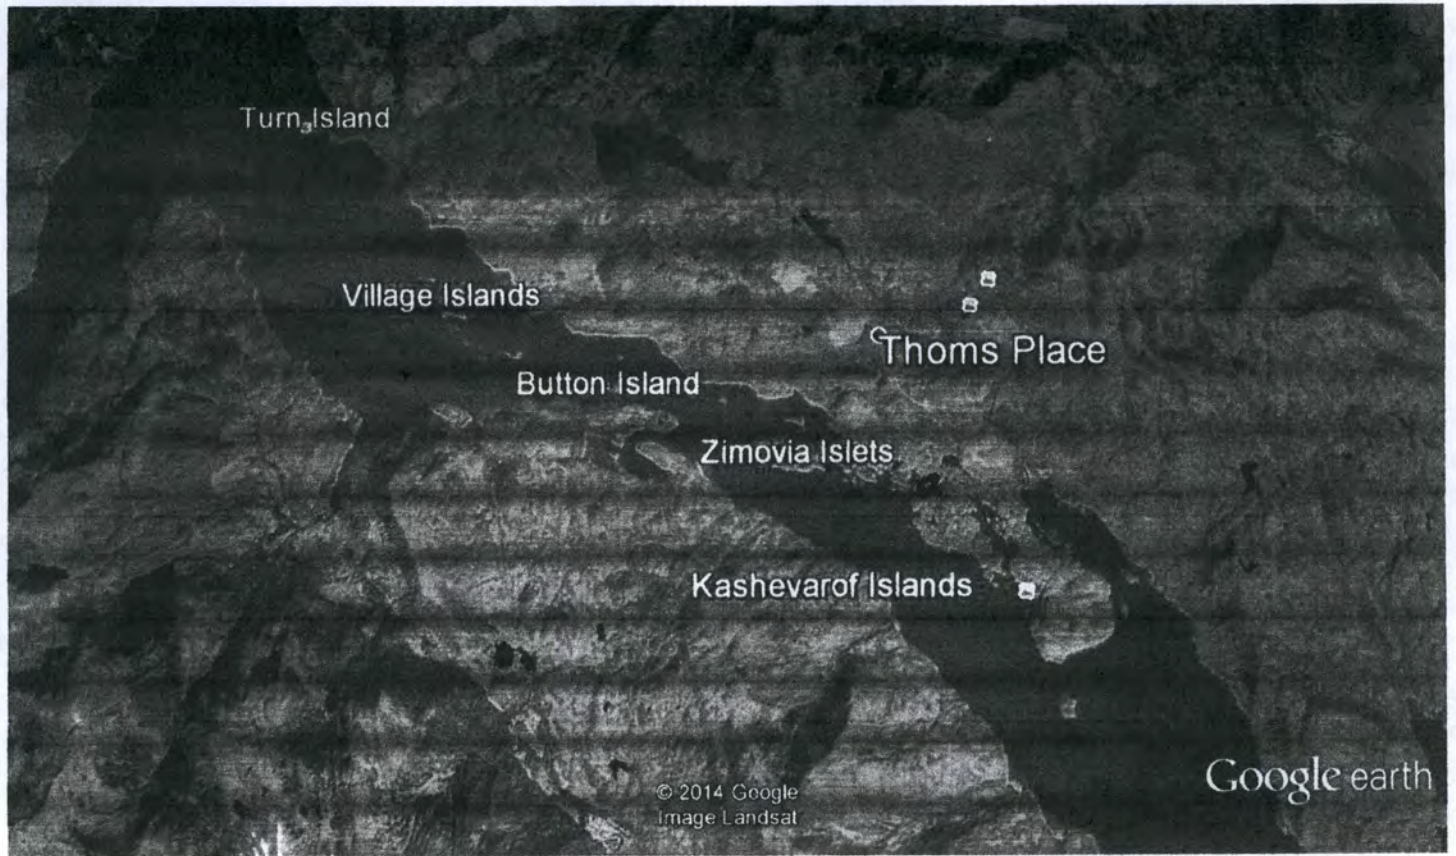 Turn Island
Village Islands
Thoms Place
Button Island
Zimovia Islets
Kashevarof Islands
Google earth
© 2014 Google
Image Landsat